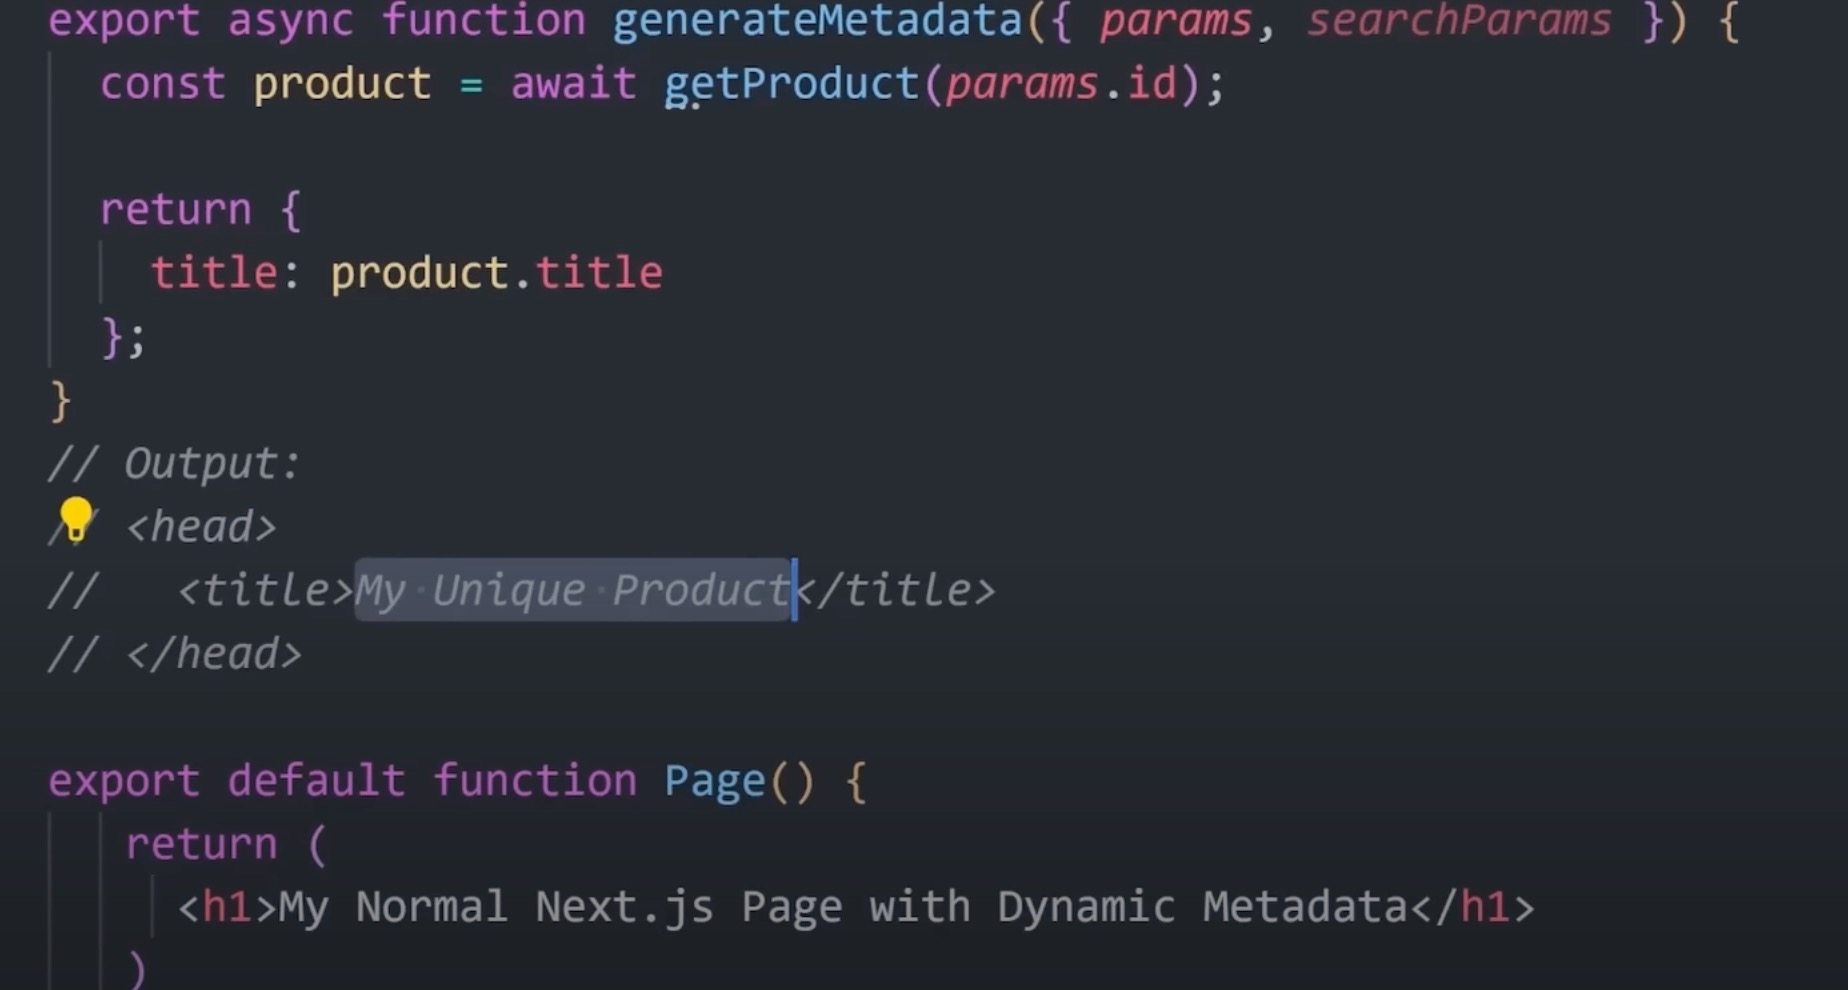 export async function generateMetadata({ params, searchParams }) {
const product = await getProduct(params.id);
return {
title: product.title
};
}
// Output:
// <head>
// <title>My Unique Product</title>
// </head>
export default function Page() {
return (
<h1>My Normal Next.js Page with Dynamic Metadata</h1>
)